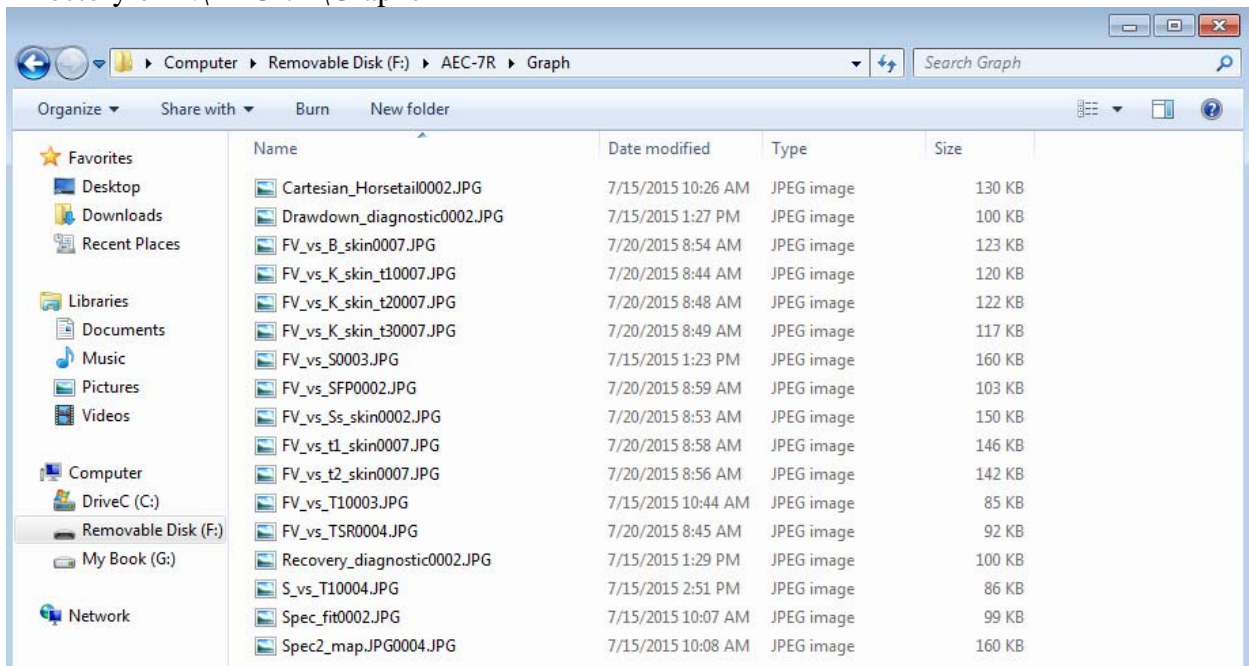 Computer ▸ Removable Disk (F:) ▸ AEC-7R ▸ Graph
Search Graph
Organize Share with Burn New folder
Favorites
Desktop
Downloads
Recent Places
Libraries
Documents
Music
Pictures
Videos
Computer
DriveC (C:)
Removable Disk (F:)
My Book (G:)
Network
Name Date modified Type Size
Cartesian_Horsetail0002.JPG 7/15/2015 10:26 AM JPEG image 130 KB
Drawdown_diagnostic0002.JPG 7/15/2015 1:27 PM JPEG image 100 KB
FV_vs_B_skin0007.JPG 7/20/2015 8:54 AM JPEG image 123 KB
FV_vs_K_skin_t10007.JPG 7/20/2015 8:44 AM JPEG image 120 KB
FV_vs_K_skin_t20007.JPG 7/20/2015 8:48 AM JPEG image 122 KB
FV_vs_K_skin_t30007.JPG 7/20/2015 8:49 AM JPEG image 117 KB
FV_vs_S0003.JPG 7/15/2015 1:23 PM JPEG image 160 KB
FV_vs_SFP0002.JPG 7/20/2015 8:59 AM JPEG image 103 KB
FV_vs_Ss_skin0002.JPG 7/20/2015 8:53 AM JPEG image 150 KB
FV_vs_t1_skin0007.JPG 7/20/2015 8:58 AM JPEG image 146 KB
FV_vs_t2_skin0007.JPG 7/20/2015 8:56 AM JPEG image 142 KB
FV_vs_T10003.JPG 7/15/2015 10:44 AM JPEG image 85 KB
FV_vs_TSR0004.JPG 7/20/2015 8:45 AM JPEG image 92 KB
Recovery_diagnostic0002.JPG 7/15/2015 1:29 PM JPEG image 100 KB
S_vs_T10004.JPG 7/15/2015 2:51 PM JPEG image 86 KB
Spec_fit0002.JPG 7/15/2015 10:07 AM JPEG image 99 KB
Spec2_map.JPG0004.JPG 7/15/2015 10:08 AM JPEG image 160 KB